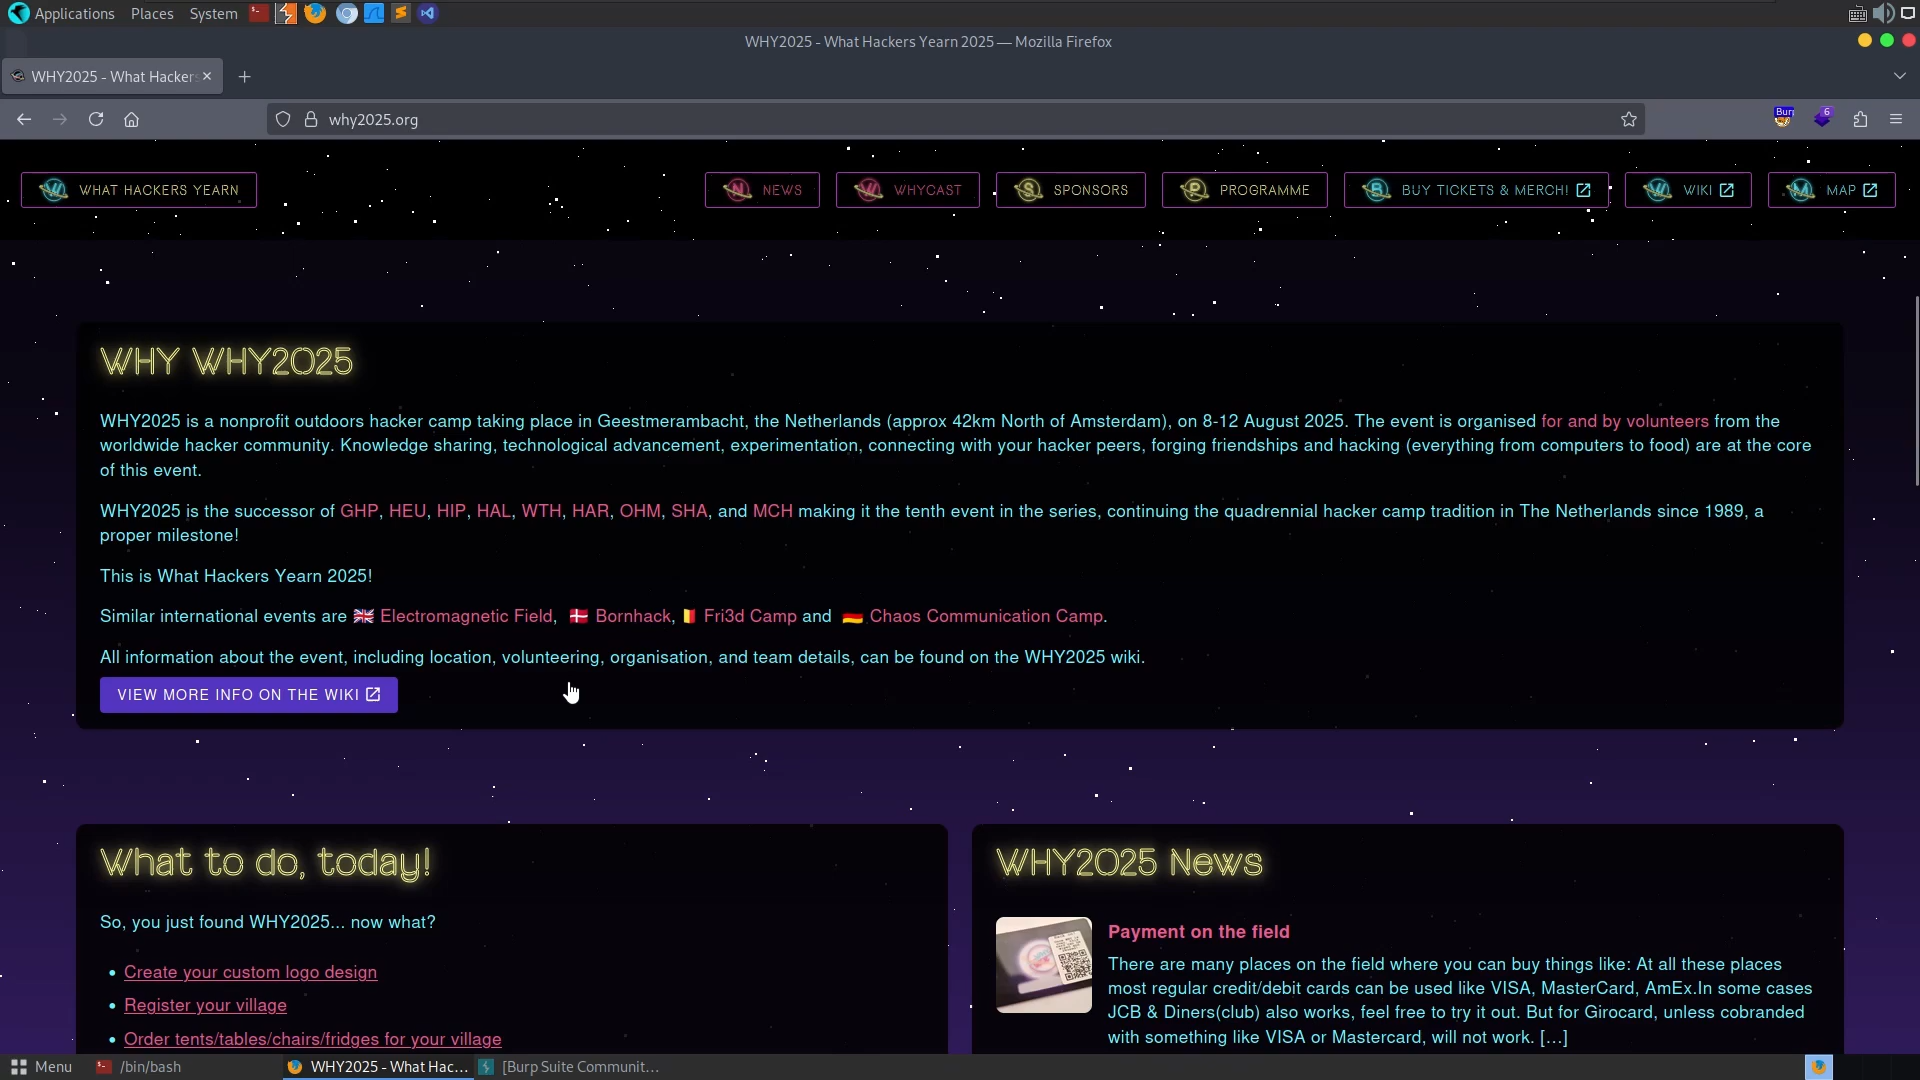 Applications Places System
WHY2025 - What Hackers Yearn 2025 — Mozilla Firefox
WHY2025 - What Hackers
why2025.org
6
WHAT HACKERS YEARN
NEWS
WHYCAST
SPONSORS
PROGRAMME
BUY TICKETS & MERCH!
WIKI
MAP
WHY WHY2025
WHY2025 is a nonprofit outdoors hacker camp taking place in Geestmerambacht, the Netherlands (approx 42km North of Amsterdam), on 8-12 August 2025. The event is organised for and by volunteers from the
worldwide hacker community. Knowledge sharing, technological advancement, experimentation, connecting with your hacker peers, forging friendships and hacking (everything from computers to food) are at the core
of this event.
WHY2025 is the successor of GHP, HEU, HIP, HAL, WTH, HAR, OHM, SHA, and MCH making it the tenth event in the series, continuing the quadrennial hacker camp tradition in The Netherlands since 1989, a
proper milestone!
This is What Hackers Yearn 2025!
Similar international events are 🇬🇧 Electromagnetic Field, 🇩🇰 Bornhack, 🇧🇪 Fri3d Camp and 🇩🇪 Chaos Communication Camp.
All information about the event, including location, volunteering, organisation, and team details, can be found on the WHY2025 wiki.
VIEW MORE INFO ON THE WIKI
What to do, today!
So, you just found WHY2025... now what?
• Create your custom logo design
• Register your village
• Order tents/tables/chairs/fridges for your village
WHY2025 News
Payment on the field
There are many places on the field where you can buy things like: At all these places
most regular credit/debit cards can be used like VISA, MasterCard, AmEx.In some cases
JCB & Diners(club) also works, feel free to try it out. But for Girocard, unless cobranded
with something like VISA or Mastercard, will not work. […]
Menu
/bin/bash
WHY2025 - What Hac...
[Burp Suite Communit...